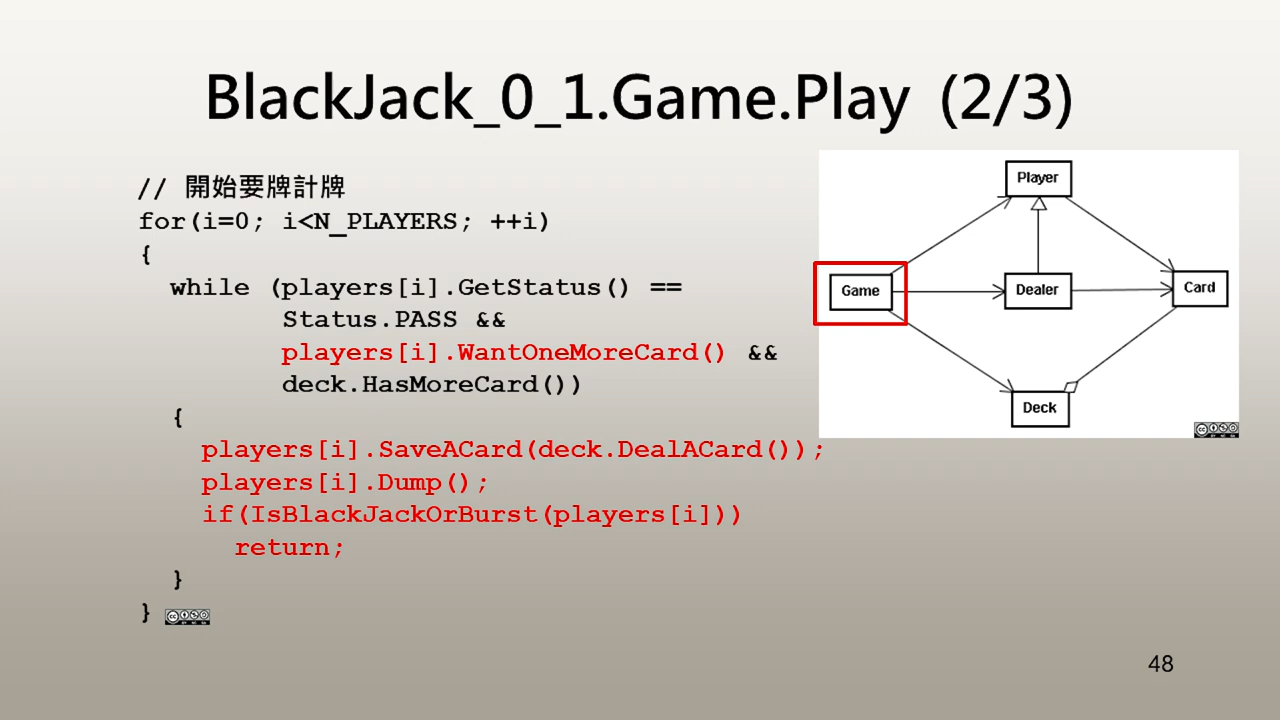 BlackJack_0_1.Game.Play (2/3)
// 開始要牌計牌
for(i=0; i<N_PLAYERS; ++i)
{
while (players[i].GetStatus() ==
Status.PASS &&
players[i].WantOneMoreCard() &&
deck.HasMoreCard())
{
players[i].SaveACard(deck.DealACard());
players[i].Dump();
if(IsBlackJackOrBurst(players[i]))
return;
}
}
Player
Game
Dealer
Card
Deck
48